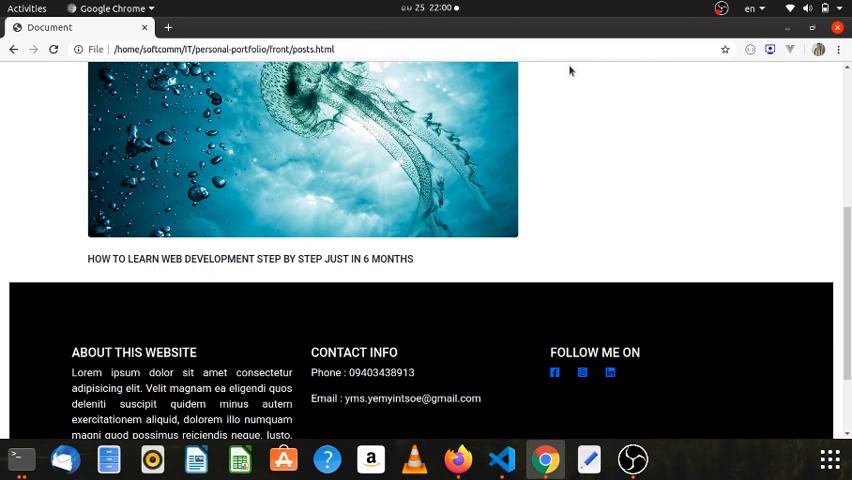 Activities
Google Chrome
25 22:00
en
Document
File
/home/softcomm/IT/personal-portfolio/front/posts.html
HOW TO LEARN WEB DEVELOPMENT STEP BY STEP JUST IN 6 MONTHS
ABOUT THIS WEBSITE
Lorem ipsum dolor sit amet consectetur
adipisicing elit. Velit magnam ea eligendi quos
deleniti suscipit quidem minus autem
exercitationem aliquid, dolorem illo numquam
magni quod possimus reiciendis neque. Iusto,
CONTACT INFO
Phone : 09403438913
Email : yms.yemyintsoe@gmail.com
FOLLOW ME ON